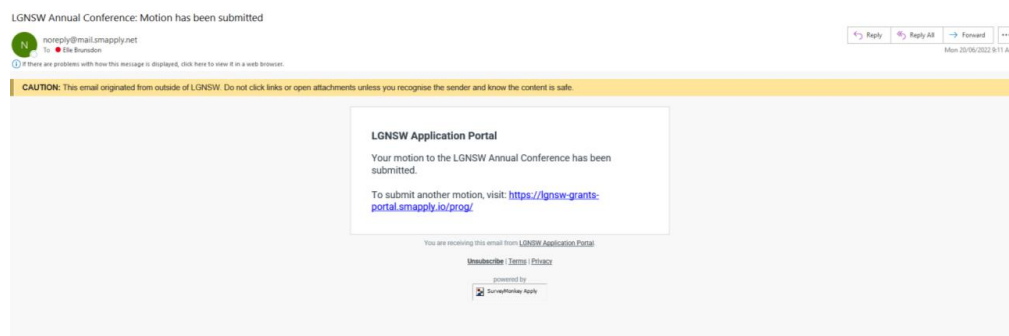 LGNSW Annual Conference: Motion has been submitted
N
noreply@mail.smapply.net
To Elle Brunsdon
If there are problems with how this message is displayed, click here to view it in a web browser.
Reply
Reply All
Forward
Mon 20/06/2022 9:11 A
CAUTION: This email originated from outside of LGNSW. Do not click links or open attachments unless you recognise the sender and know the content is safe.
LGNSW Application Portal
Your motion to the LGNSW Annual Conference has been
submitted.
To submit another motion, visit: https://lgnsw-grants-
portal.smapply.io/prog/
You are receiving this email from LGNSW Application Portal.
Unsubscribe | Terms | Privacy
powered by
SurveyMonkey Apply